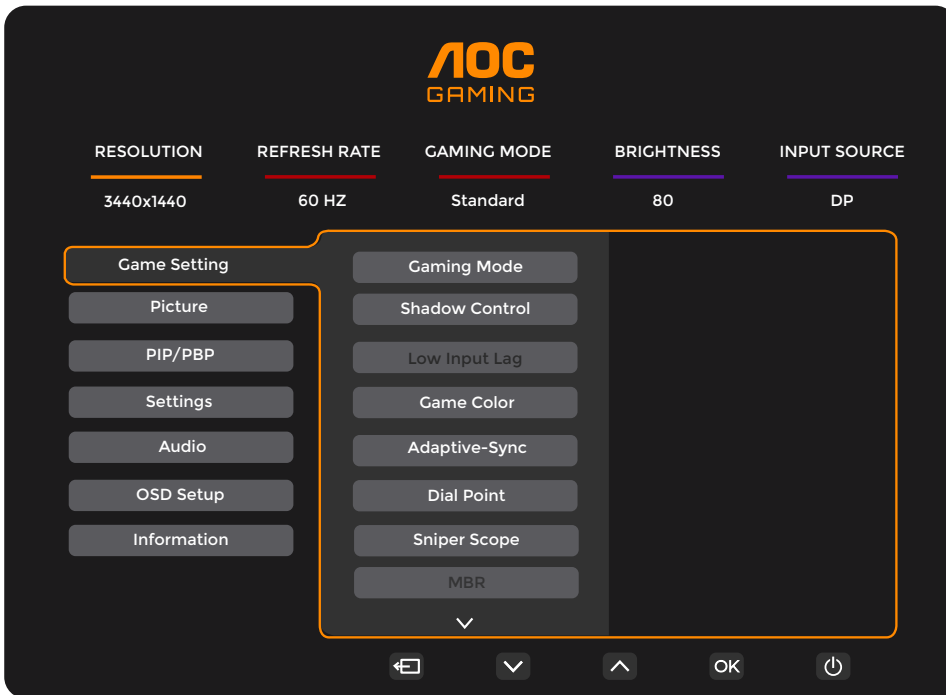 AOC
GAMING
RESOLUTION REFRESH RATE GAMING MODE BRIGHTNESS INPUT SOURCE
3440x1440 60 HZ Standard 80 DP
Game Setting
Picture
PIP/PBP
Settings
Audio
OSD Setup
Information
Gaming Mode
Shadow Control
Low Input Lag
Game Color
Adaptive-Sync
Dial Point
Sniper Scope
MBR
OK